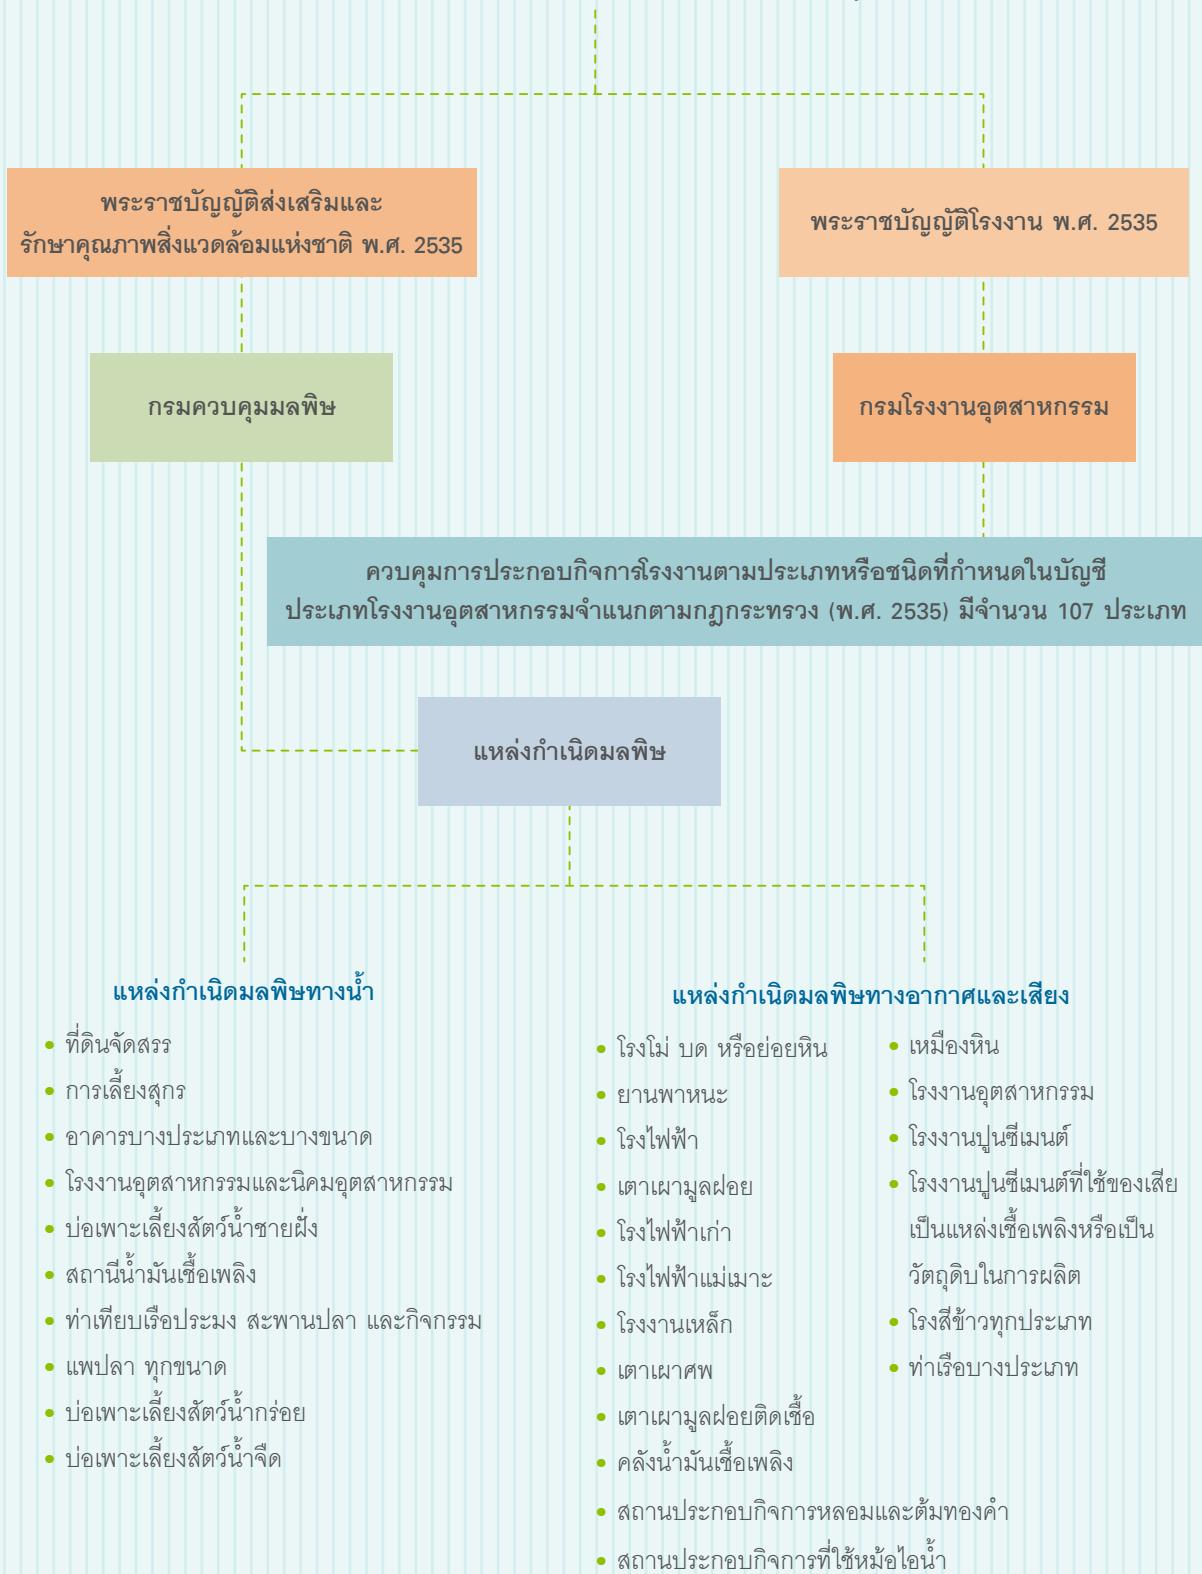 พระราชบัญญัติส่งเสริมและ
รักษาคุณภาพสิ่งแวดล้อมแห่งชาติ พ.ศ. 2535
พระราชบัญญัติโรงงาน พ.ศ. 2535
กรมควบคุมมลพิษ
กรมโรงงานอุตสาหกรรม
ควบคุมการประกอบกิจการโรงงานตามประเภทหรือชนิดที่กำหนดในบัญชี
ประเภทโรงงานอุตสาหกรรมจำแนกตามกฎกระทรวง (พ.ศ. 2535) มีจำนวน 107 ประเภท
แหล่งกำเนิดมลพิษ
แหล่งกำเนิดมลพิษทางน้ำ
• ที่ดินจัดสรร
• การเลี้ยงสุกร
• อาคารบางประเภทและบางขนาด
• โรงงานอุตสาหกรรมและนิคมอุตสาหกรรม
• บ่อเพาะเลี้ยงสัตว์น้ำชายฝั่ง
• สถานีน้ำมันเชื้อเพลิง
• ท่าเทียบเรือประมง สะพานปลา และกิจกรรม
• แพปลา ทุกขนาด
• บ่อเพาะเลี้ยงสัตว์น้ำกร่อย
• บ่อเพาะเลี้ยงสัตว์น้ำจืด
แหล่งกำเนิดมลพิษทางอากาศและเสียง
• โรงโม่ บด หรือย่อยหิน
• ยานพาหนะ
• โรงไฟฟ้า
• เตาเผามูลฝอย
• โรงไฟฟ้าเก่า
• โรงไฟฟ้าแม่เมาะ
• โรงงานเหล็ก
• เตาเผาศพ
• เตาเผามูลฝอยติดเชื้อ
• คลังน้ำมันเชื้อเพลิง
• สถานประกอบกิจการหลอมและต้มทองคำ
• สถานประกอบกิจการที่ใช้หม้อไอน้ำ
• เหมืองหิน
• โรงงานอุตสาหกรรม
• โรงงานปูนซีเมนต์
• โรงงานปูนซีเมนต์ที่ใช้ของเสีย
เป็นแหล่งเชื้อเพลิงหรือเป็น
วัตถุดิบในการผลิต
• โรงสีข้าวทุกประเภท
• ท่าเรือบางประเภท